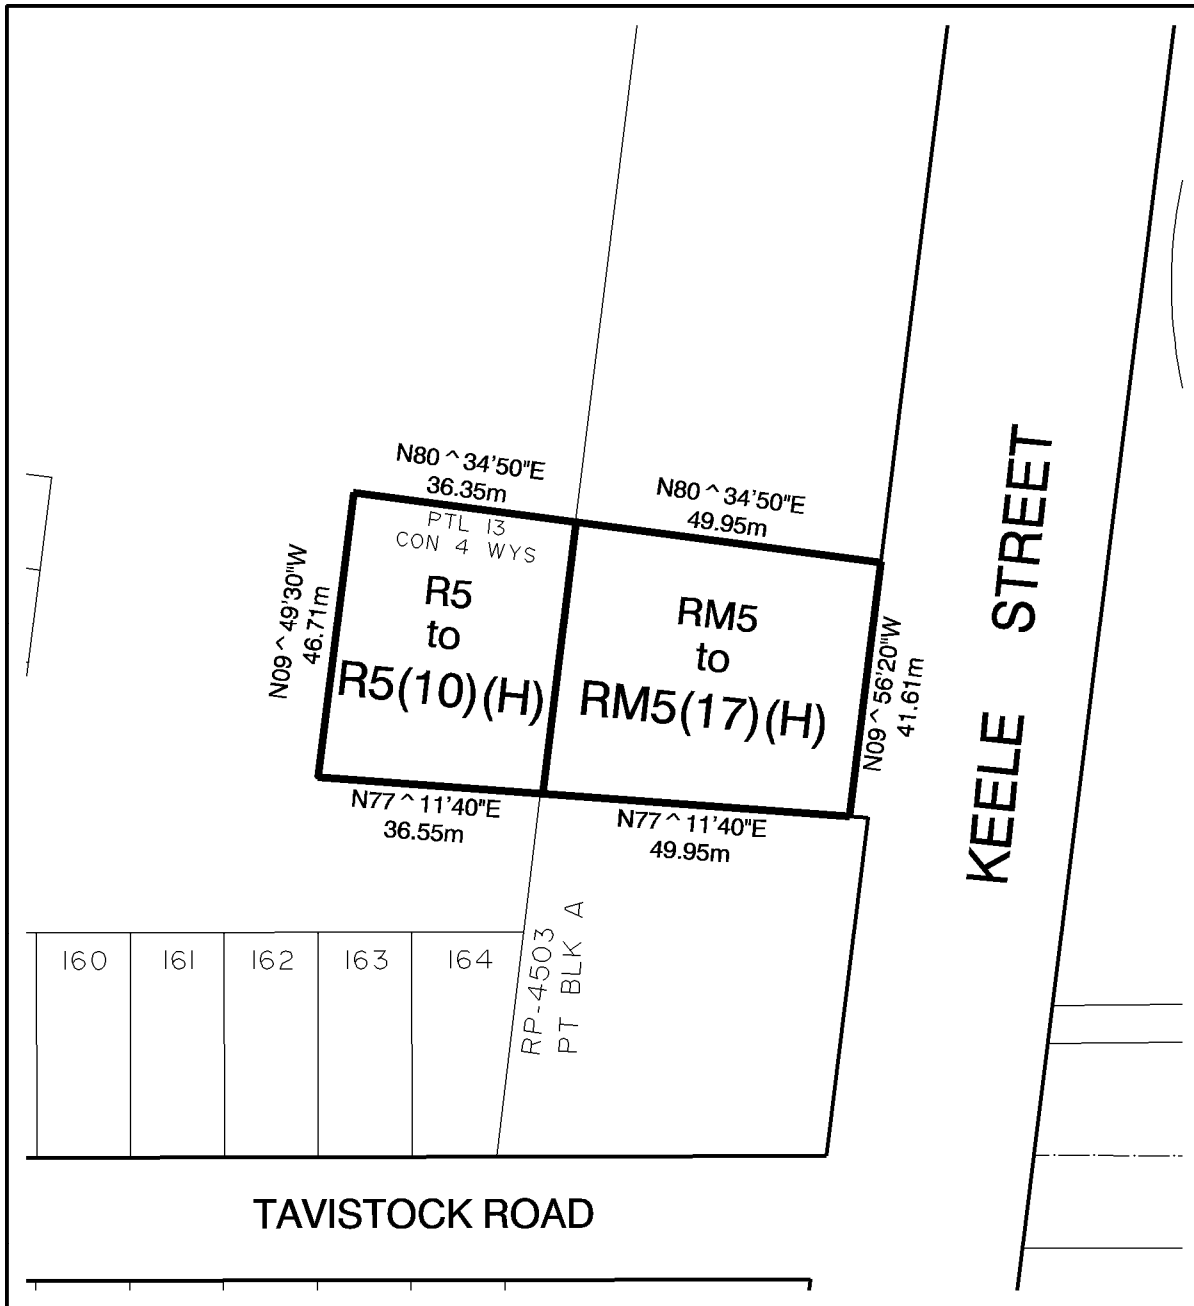 N80^34'50"E
36.35m
N80^34'50"E
49.95m
PTL 13
CON 4 WYS
R5
to
R5(10)(H)
RM5
to
RM5(17)(H)
N09^49'30"W
46.71m
N09^56'20"W
41.61m
KEELE STREET
N77^11'40"E
36.55m
N77^11'40"E
49.95m
160
161
162
163
164
RP-4503
PT BLK A
TAVISTOCK ROAD